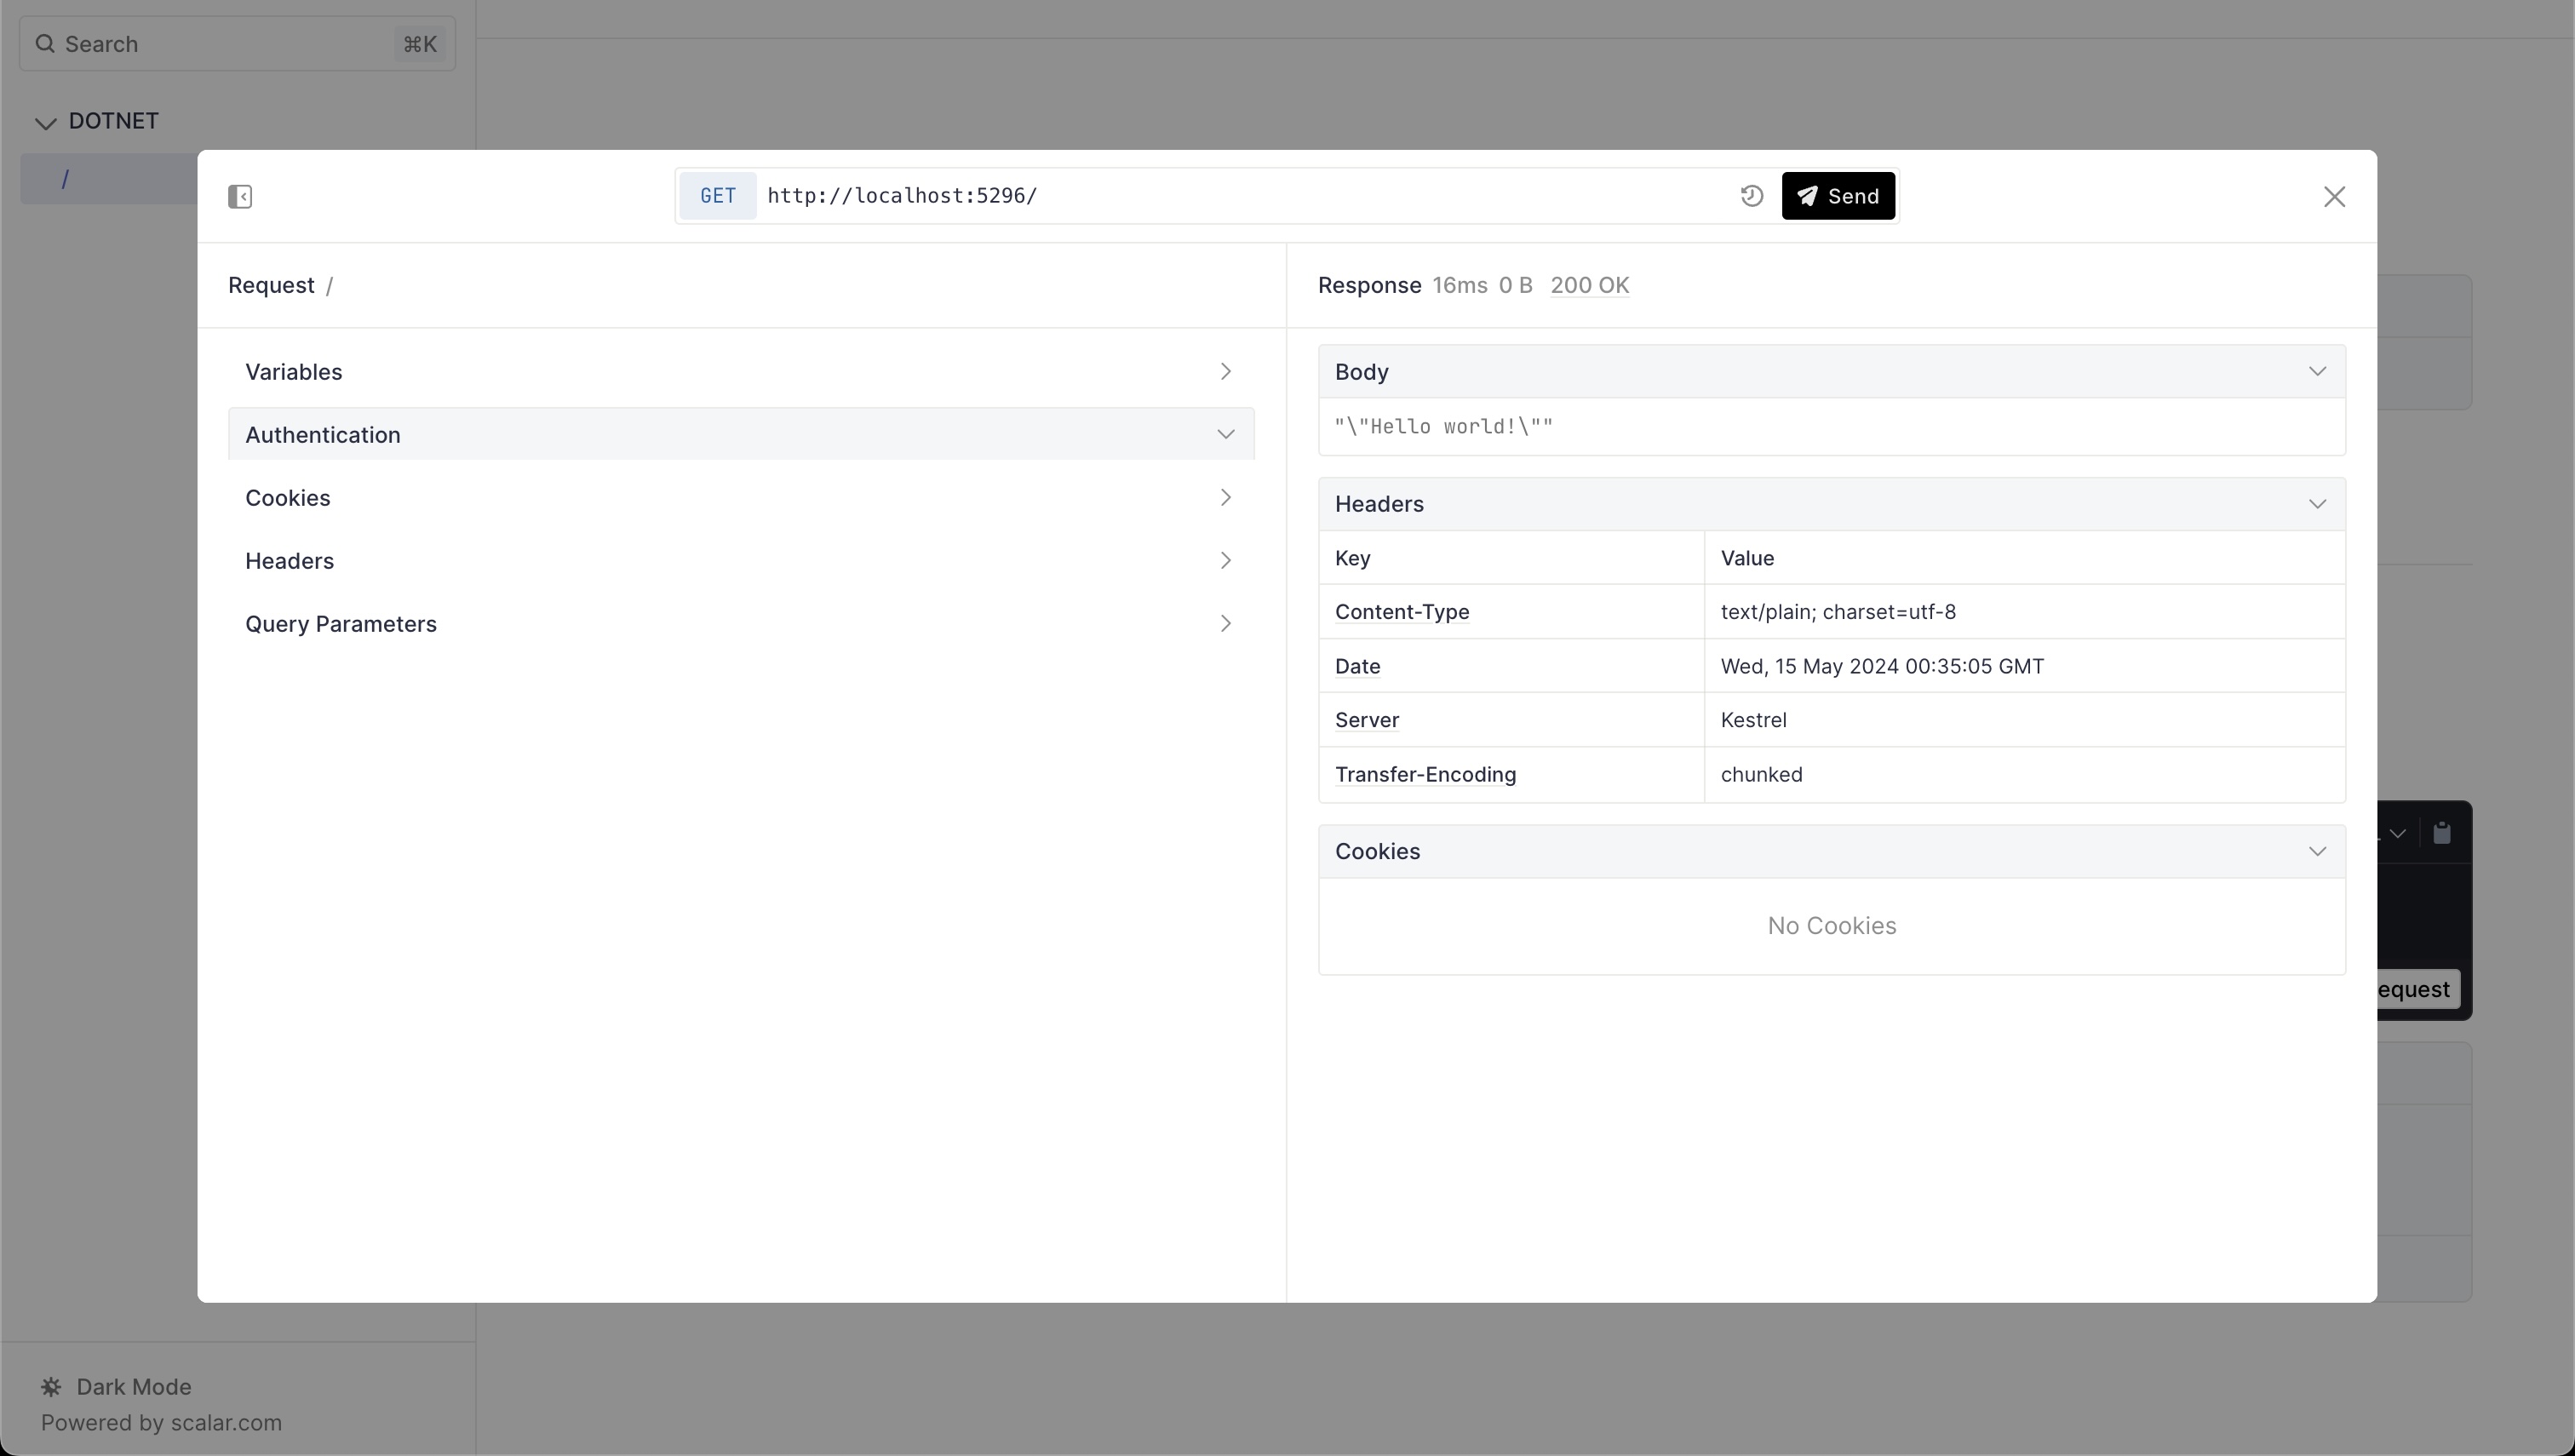 Search ⌘K
DOTNET
/
GET http://localhost:5296/ Send
Request /
Variables
Authentication
Cookies
Headers
Query Parameters
Response 16ms 0 B 200 OK
Body
"\"Hello world!\""
Headers
Key Value
Content-Type text/plain; charset=utf-8
Date Wed, 15 May 2024 00:35:05 GMT
Server Kestrel
Transfer-Encoding chunked
Cookies
No Cookies
equest
Dark Mode
Powered by scalar.com